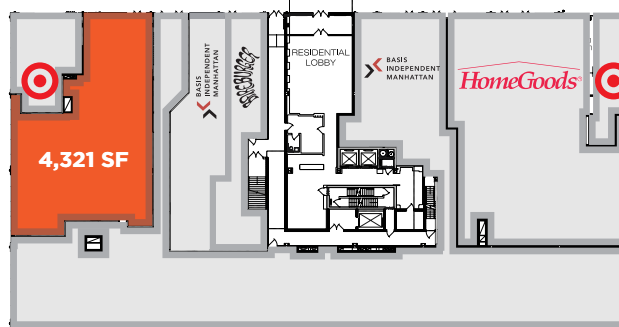 4,321 SF
BASIS
INDEPENDENT
MANHATTAN
RESIDENTIAL
LOBBY
BASIS
INDEPENDENT
MANHATTAN
HomeGoods